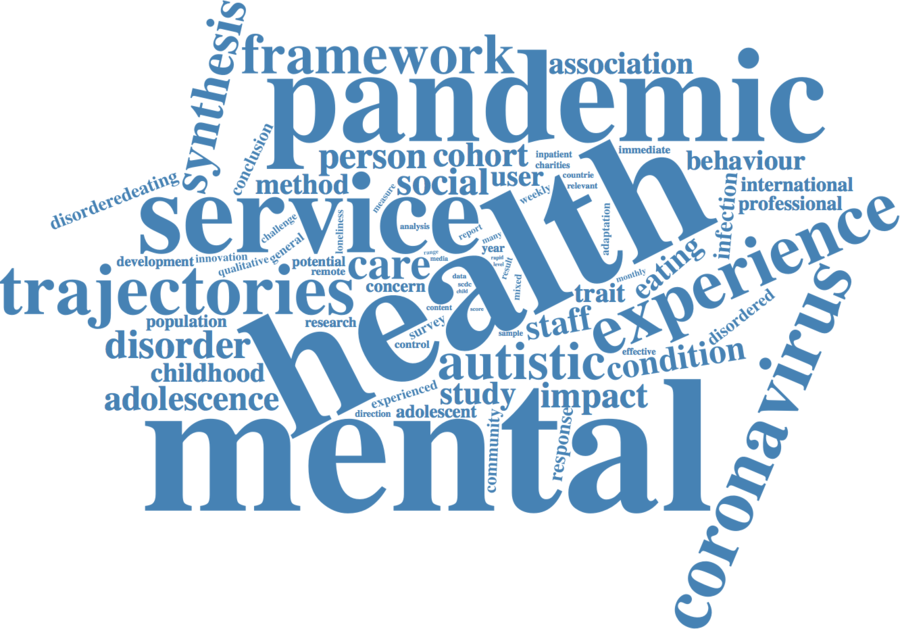 synthesis
framework
association
pandemic
conclusion
person
cohort
inpatient
charities
immediate
behaviour
disorderedeating
method
measure
social
user
weekly
countrie
relevant
health
international
professional
infection
service
challenge
loneliness
analysis
report
many
year
adaptation
experience
development
innovation
qualitative
general
potential
remote
care
range
media
rapid
level
result
eating
trajectories
concern
data
scdc
child
mixed
monthly
trait
population
research
content
survey
score
sample
staff
disordered
disorder
control
autistic
effective
condition
childhood
adolescence
experienced
study
impact
direction
adolescent
community
response
mental
coronavirus